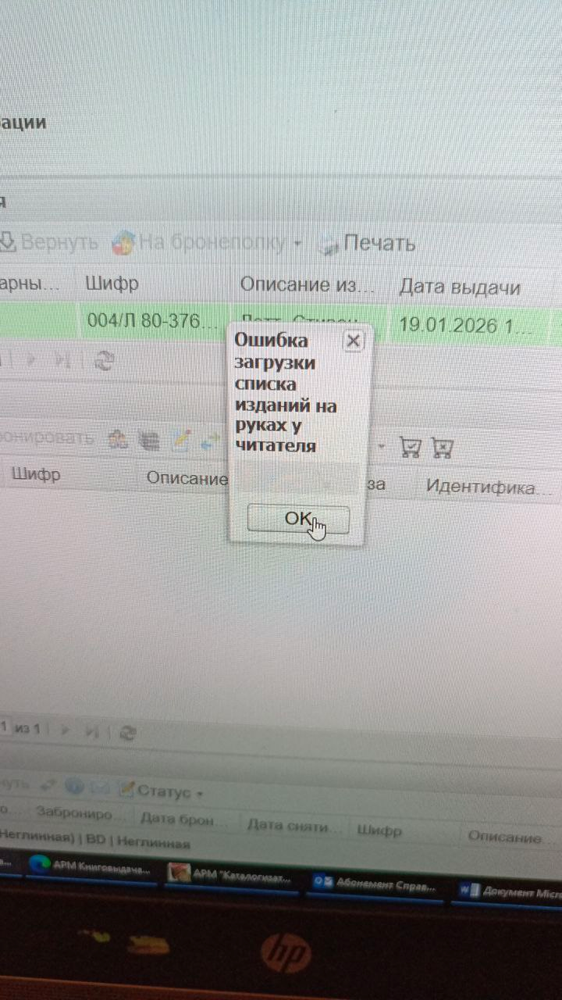 ации
я
Вернуть На бронеполку Печать
арны... Шифр Описание из... Дата выдачи
004/Л 80-376... 19.01.2026 1...
Ошибка
загрузки
списка
изданий на
руках у
читателя
ронировать
Шифр Описание за Идентифика...
OK
1 из 1
нуть Статус
о... Заброниро... Дата брон... Дата сняти... Шифр Описание...
Неглинная) | BD | Неглинная
а... АРМ Книговыдача... АРМ "Каталогизат... Абонемент Справ... Документ Micr
hp